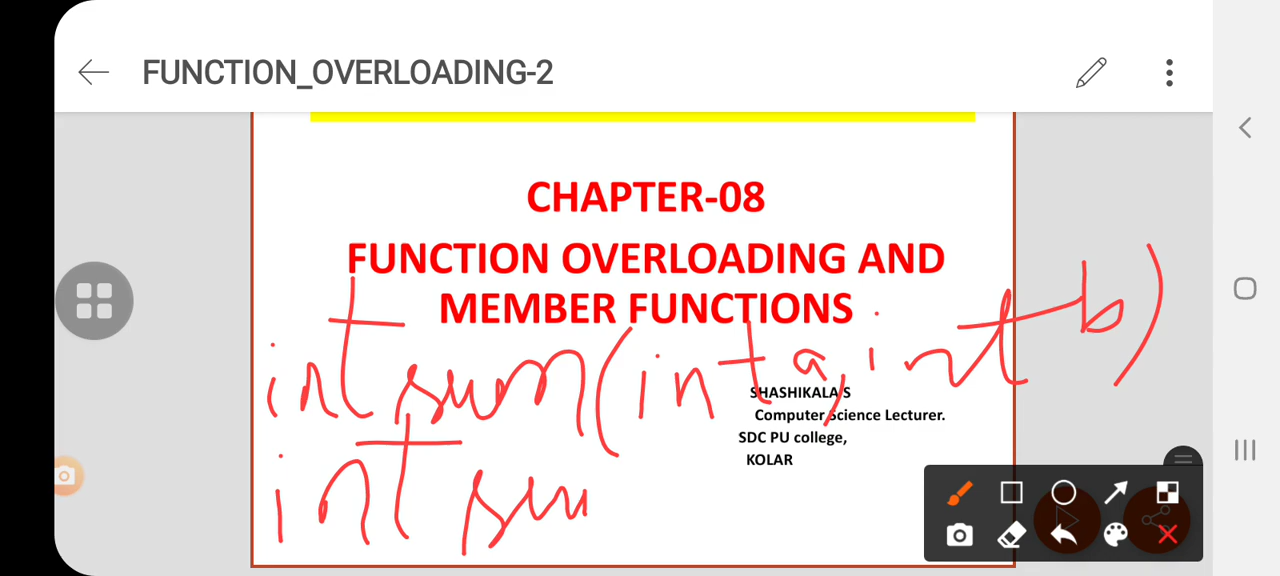 FUNCTION_OVERLOADING-2
CHAPTER-08
FUNCTION OVERLOADING AND
MEMBER FUNCTIONS
int sum(int a, int b)
SHASHIKALA S
Computer Science Lecturer.
SDC PU college,
KOLAR
int su